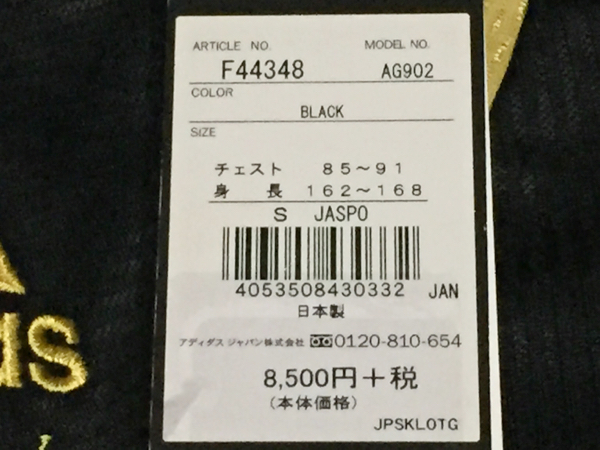 ARTICLE NO. MODEL NO.
F44348 AG902
COLOR
BLACK
SIZE
チェスト 85~91
身 長 162~168
S JASPO
4053508430332 JAN
日本製
アディダス ジャパン株式会社 0120-810-654
8,500円+税
(本体価格)
JPSKLOTG